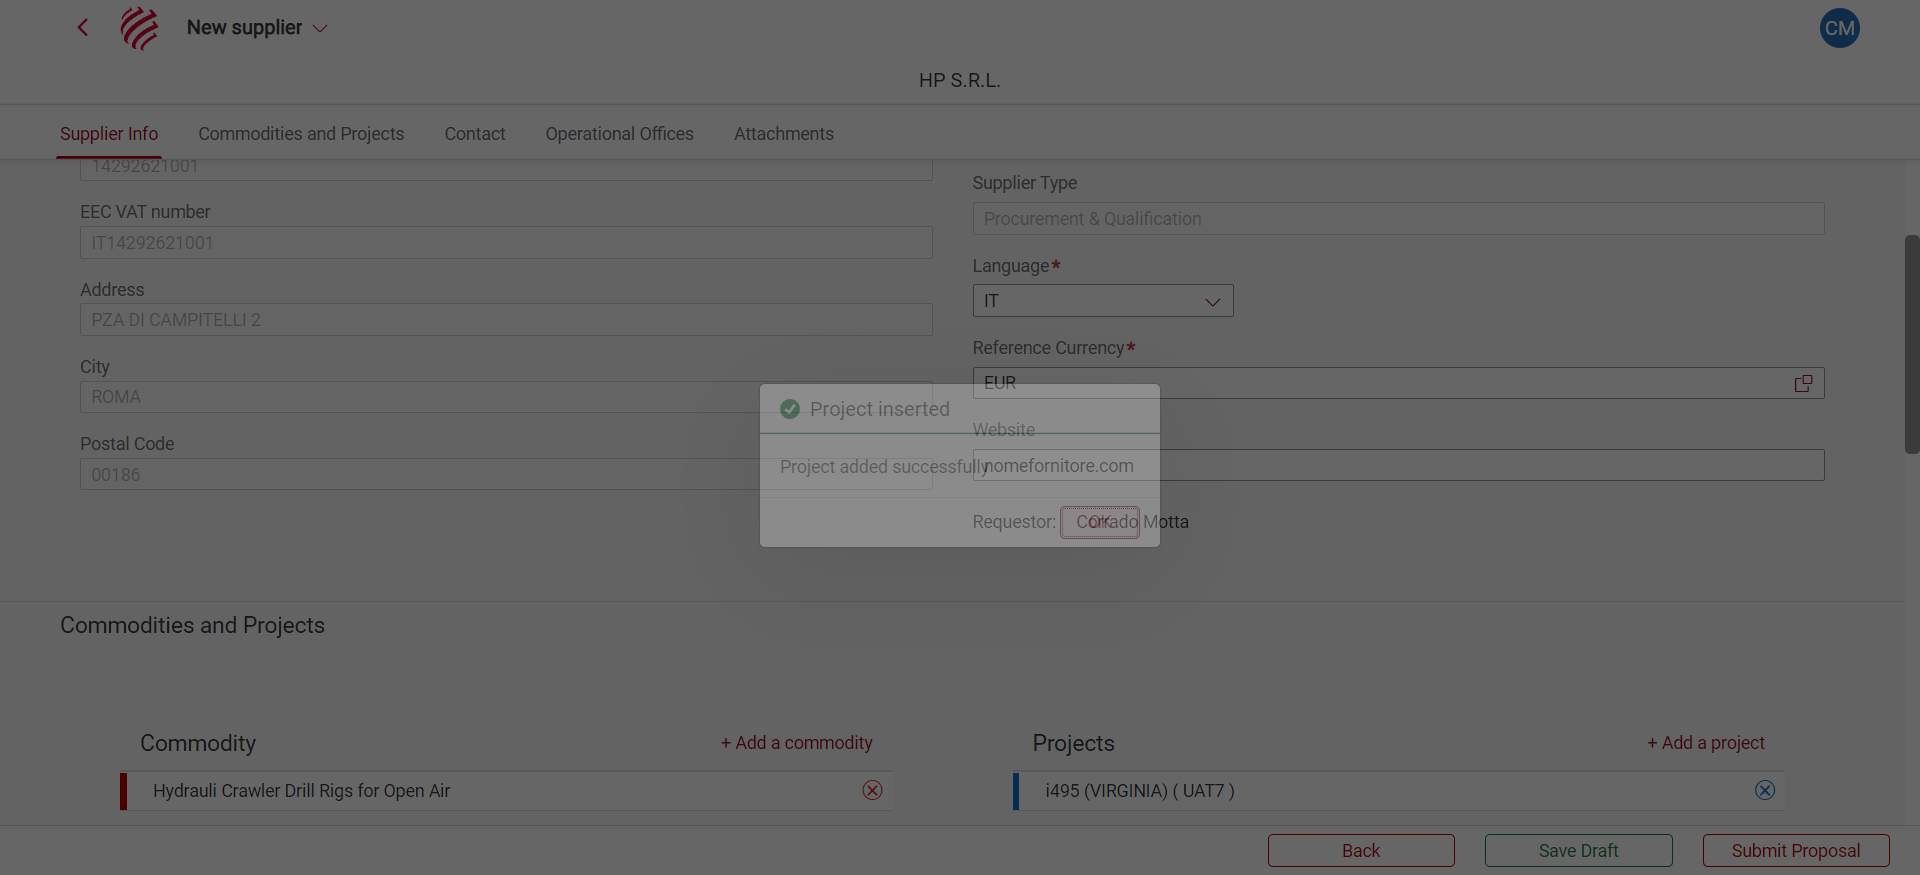 New supplier
CM
HP S.R.L.
Supplier Info
Commodities and Projects
Contact
Operational Offices
Attachments
14292621001
EEC VAT number
IT14292621001
Address
PZA DI CAMPITELLI 2
City
ROMA
Postal Code
00186
Supplier Type
Procurement & Qualification
Language*
IT
Reference Currency*
EUR
Website
nomefornitore.com
Requestor: Corrado Motta
Project inserted
Project added successfully
OK
Commodities and Projects
Commodity
+ Add a commodity
Hydrauli Crawler Drill Rigs for Open Air
Projects
+ Add a project
i495 (VIRGINIA) ( UAT7 )
Back
Save Draft
Submit Proposal